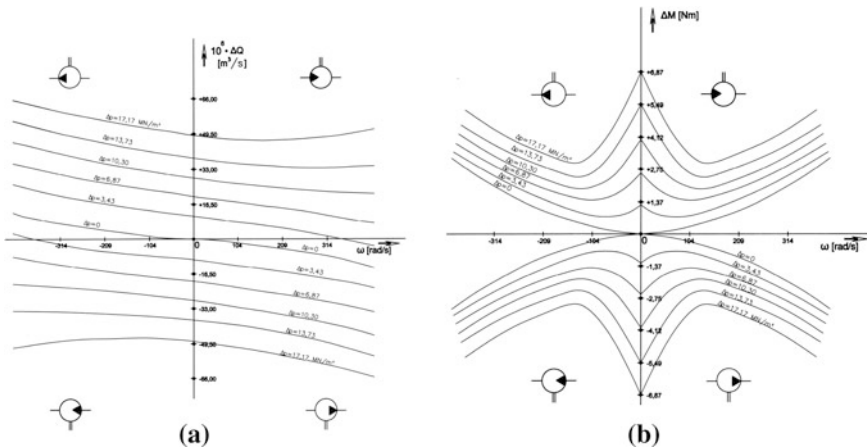 10⁶ · ΔQ
[m³/s]
+66,00
+49,50
+33,00
+16,50
-16,50
-33,00
-49,50
-66,00
-314
-209
-104
0
104
209
314
ω [rad/s]
Δp=17,17 MN/m²
Δp=13,73
Δp=10,30
Δp=6,87
Δp=3,43
Δp=0
Δp=0
Δp=3,43
Δp=6,87
Δp=10,30
Δp=13,73
Δp=17,17 MN/m²
(a)
ΔM [Nm]
+6,87
+5,49
+4,12
+2,75
+1,37
-1,37
-2,75
-4,12
-5,49
-6,87
-314
-209
-104
0
104
209
314
ω [rad/s]
Δp=17,17 MN/m²
Δp=13,73
Δp=10,30
Δp=6,87
Δp=3,43
Δp=0
Δp=0
Δp=3,43
Δp=6,87
Δp=10,30
Δp=13,73
Δp=17,17 MN/m²
(b)